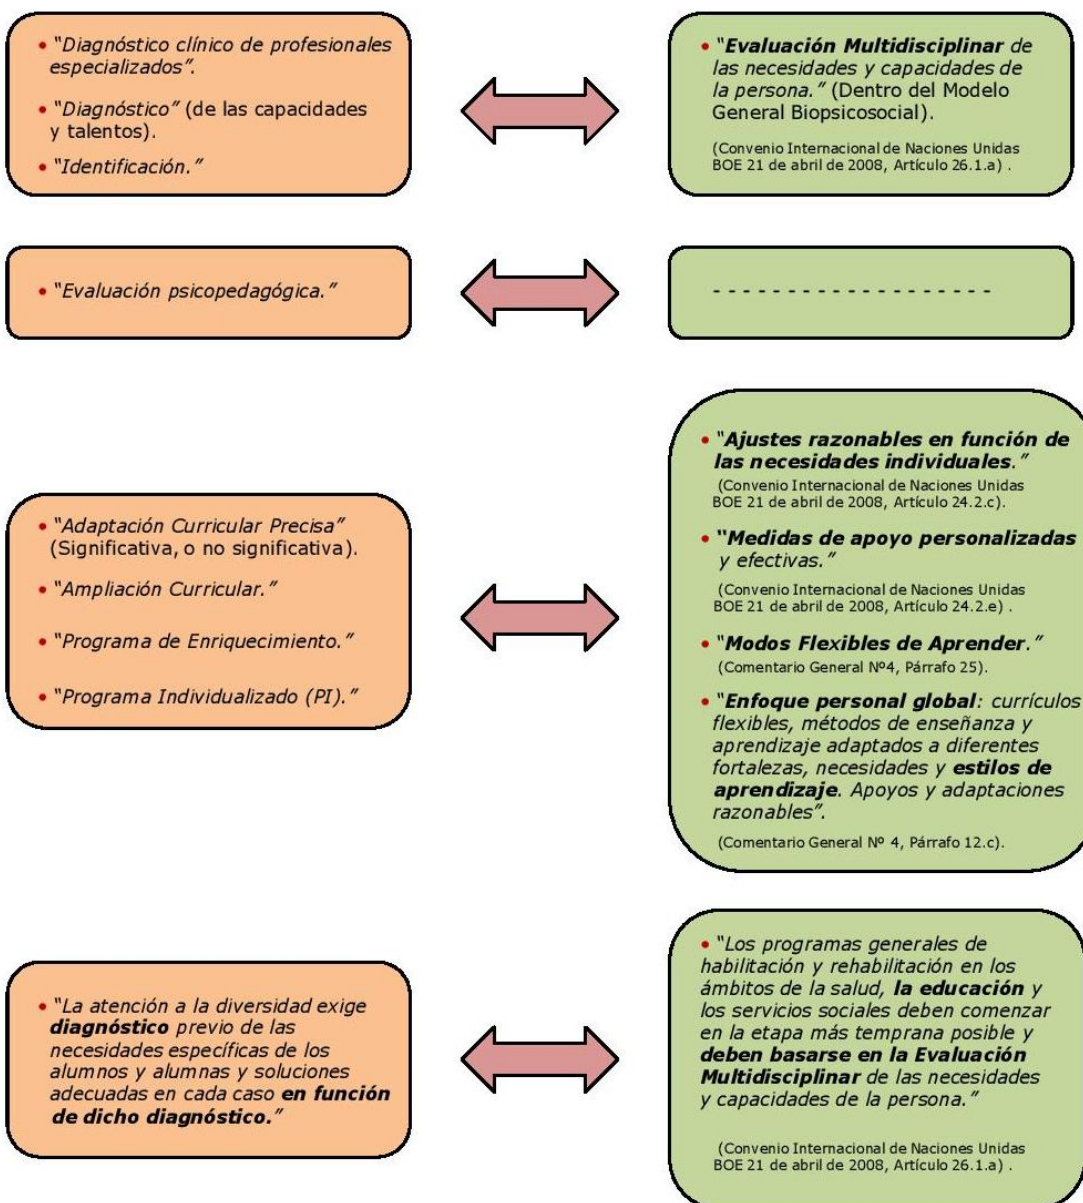 • “Diagnóstico clínico de profesionales
especializados”.
• “Diagnóstico” (de las capacidades
y talentos).
• “Identificación.”
• “Evaluación Multidisciplinar de
las necesidades y capacidades de
la persona.” (Dentro del Modelo
General Biopsicosocial).
(Convenio Internacional de Naciones Unidas
BOE 21 de abril de 2008, Artículo 26.1.a) .
• “Evaluación psicopedagógica.”
- - - - - - - - - - - - - - - - - - -
• “Adaptación Curricular Precisa”
(Significativa, o no significativa).
• “Ampliación Curricular.”
• “Programa de Enriquecimiento.”
• “Programa Individualizado (PI).”
• “Ajustes razonables en función de
las necesidades individuales.”
(Convenio Internacional de Naciones Unidas
BOE 21 de abril de 2008, Artículo 24.2.c).
• “Medidas de apoyo personalizadas
y efectivas.”
(Convenio Internacional de Naciones Unidas
BOE 21 de abril de 2008, Artículo 24.2.e) .
• “Modos Flexibles de Aprender.”
(Comentario General Nº4, Párrafo 25).
• “Enfoque personal global: currículos
flexibles, métodos de enseñanza y
aprendizaje adaptados a diferentes
fortalezas, necesidades y estilos de
aprendizaje. Apoyos y adaptaciones
razonables”.
(Comentario General Nº 4, Párrafo 12.c).
• “La atención a la diversidad exige
diagnóstico previo de las
necesidades específicas de los
alumnos y alumnas y soluciones
adecuadas en cada caso en función
de dicho diagnóstico.”
• “Los programas generales de
habilitación y rehabilitación en los
ámbitos de la salud, la educación y
los servicios sociales deben comenzar
en la etapa más temprana posible y
deben basarse en la Evaluación
Multidisciplinar de las necesidades
y capacidades de la persona.”
(Convenio Internacional de Naciones Unidas
BOE 21 de abril de 2008, Artículo 26.1.a) .